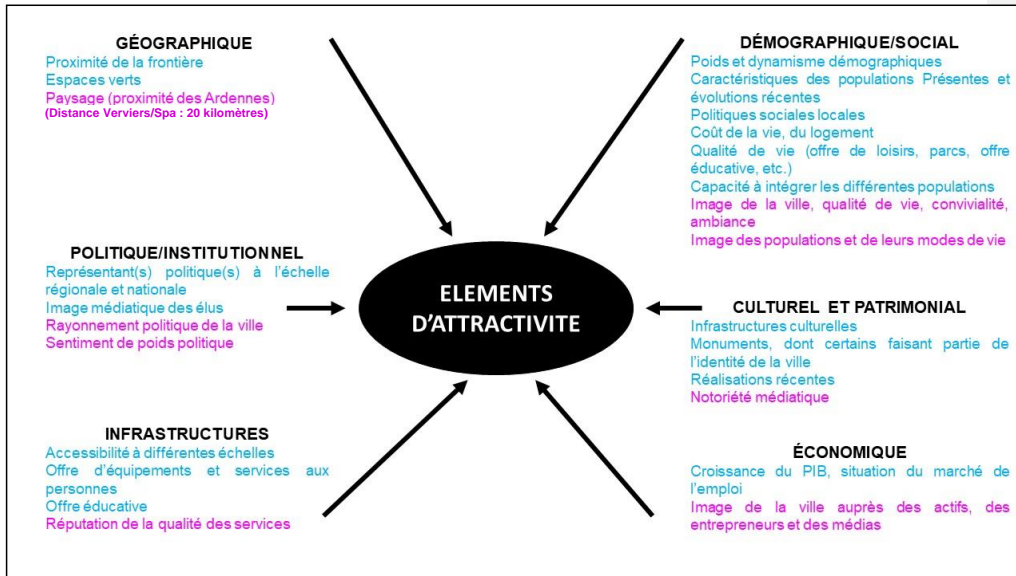 GÉOGRAPHIQUE
Proximité de la frontière
Espaces verts
Paysage (proximité des Ardennes)
(Distance Verviers/Spa : 20 kilomètres)
DÉMOGRAPHIQUE/SOCIAL
Poids et dynamisme démographiques
Caractéristiques des populations Présentes et
évolutions récentes
Politiques sociales locales
Coût de la vie, du logement
Qualité de vie (offre de loisirs, parcs, offre
éducative, etc.)
Capacité à intégrer les différentes populations
Image de la ville, qualité de vie, convivialité,
ambiance
Image des populations et de leurs modes de vie
POLITIQUE/INSTITUTIONNEL
Représentant(s) politique(s) à l'échelle
régionale et nationale
Image médiatique des élus
Rayonnement politique de la ville
Sentiment de poids politique
ELEMENTS
D'ATTRACTIVITE
CULTUREL ET PATRIMONIAL
Infrastructures culturelles
Monuments, dont certains faisant partie de
l'identité de la ville
Réalisations récentes
Notoriété médiatique
INFRASTRUCTURES
Accessibilité à différentes échelles
Offre d'équipements et services aux
personnes
Offre éducative
Réputation de la qualité des services
ÉCONOMIQUE
Croissance du PIB, situation du marché de
l'emploi
Image de la ville auprès des actifs, des
entrepreneurs et des médias